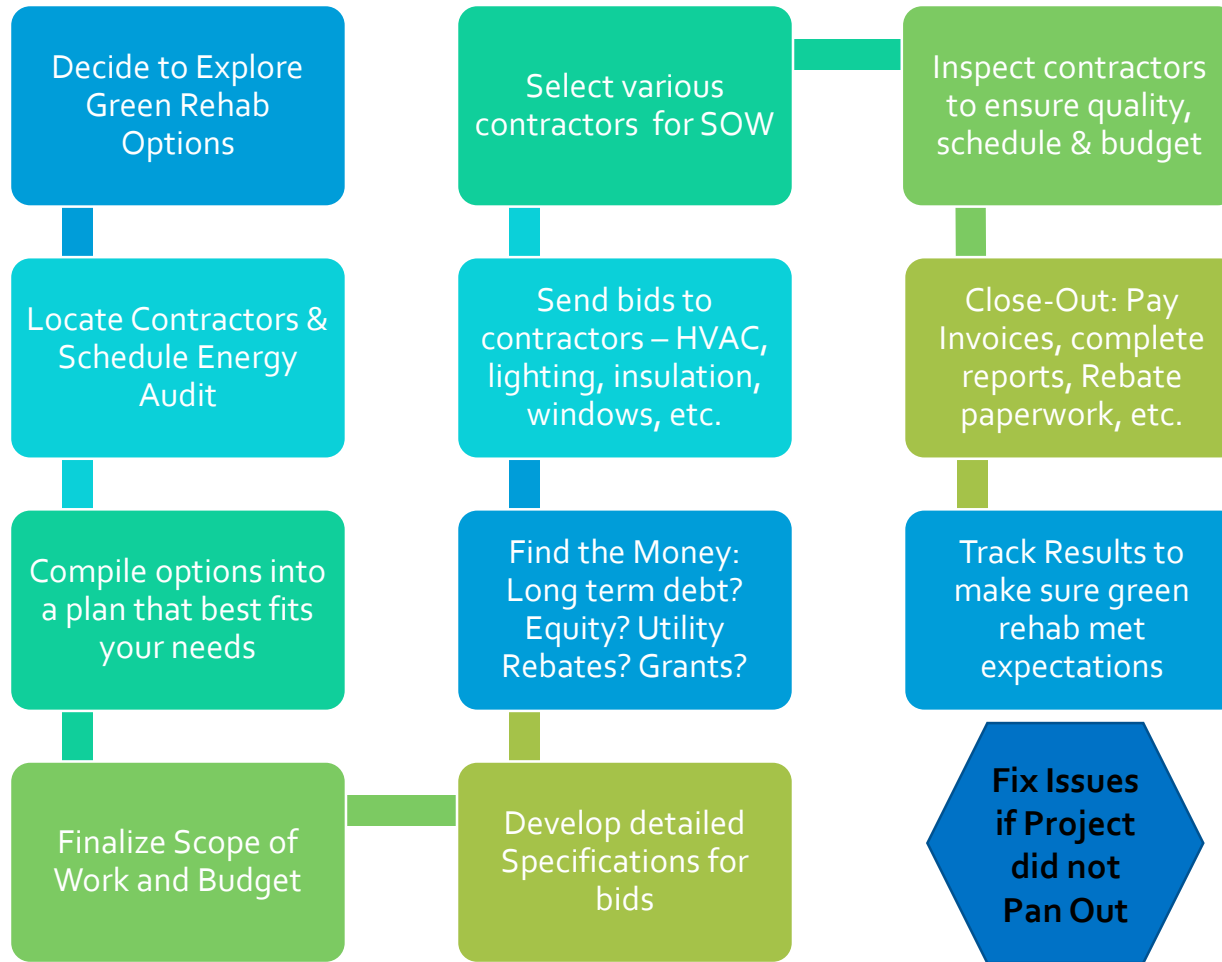 Decide to Explore
Green Rehab
Options
Locate Contractors &
Schedule Energy
Audit
Compile options into
a plan that best fits
your needs
Finalize Scope of
Work and Budget
Develop detailed
Specifications for
bids
Find the Money:
Long term debt?
Equity? Utility
Rebates? Grants?
Send bids to
contractors – HVAC,
lighting, insulation,
windows, etc.
Select various
contractors  for SOW
Inspect contractors
to ensure quality,
schedule & budget
Close-Out: Pay
Invoices, complete
reports, Rebate
paperwork, etc.
Track Results to
make sure green
rehab met
expectations
Fix Issues
if Project
did not
Pan Out